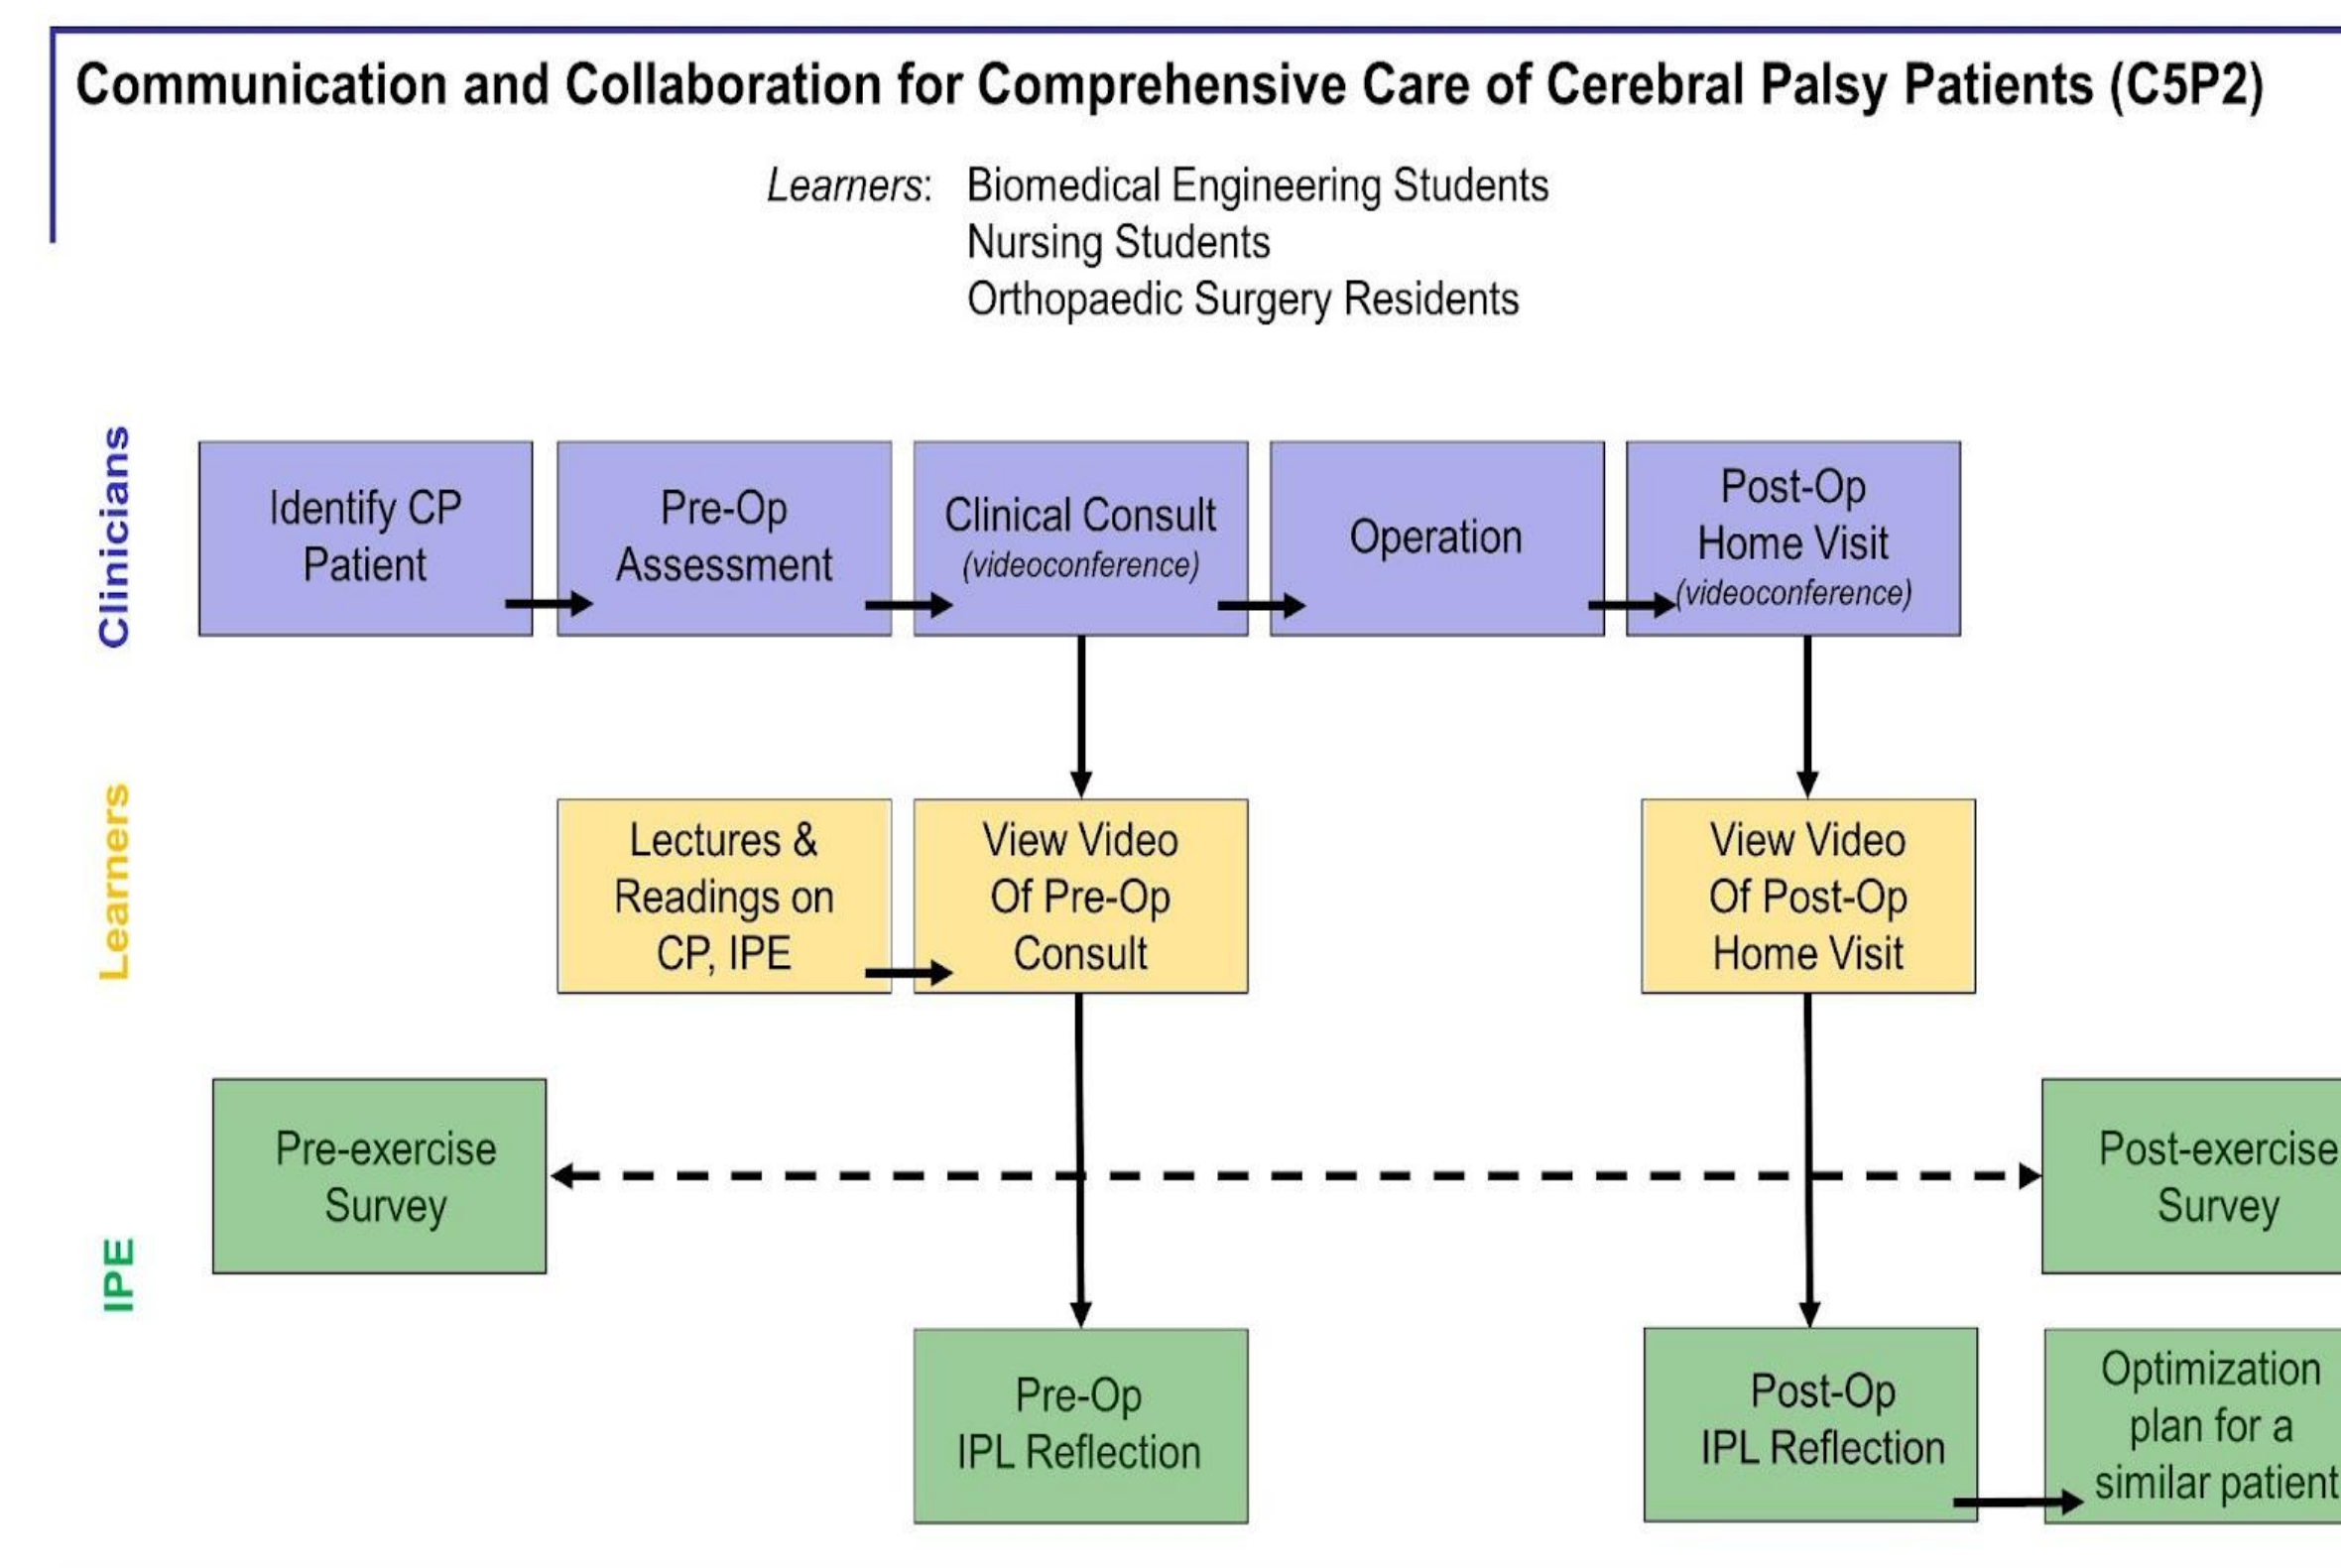 Communication and Collaboration for Comprehensive Care of Cerebral Palsy Patients (C5P2)
Learners: Biomedical Engineering Students
Nursing Students
Orthopaedic Surgery Residents
Clinicians
Identify CP
Patient
Pre-Op
Assessment
Clinical Consult
(videoconference)
Operation
Post-Op
Home Visit
(videoconference)
Learners
Lectures &
Readings on
CP, IPE
View Video
Of Pre-Op
Consult
View Video
Of Post-Op
Home Visit
IPE
Pre-exercise
Survey
Post-exercise
Survey
Pre-Op
IPL Reflection
Post-Op
IPL Reflection
Optimization
plan for a
similar patient